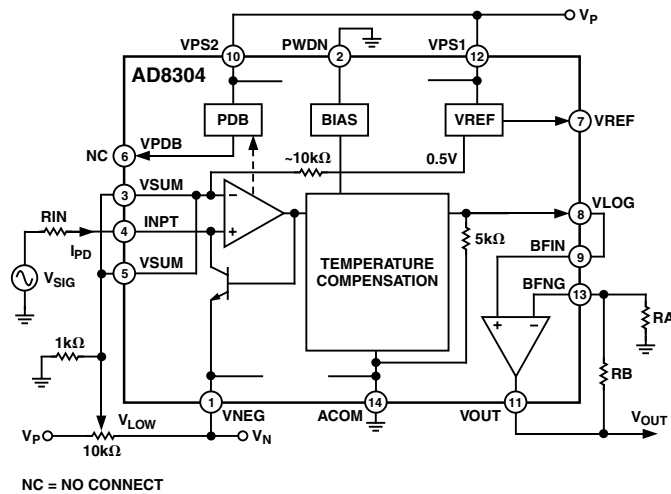 VPS2 PWDN VPS1 VP
10 2 12
AD8304
PDB BIAS VREF
7 VREF
NC 6 VPDB
~10kΩ 0.5V
3 VSUM
VLOG
8
RIN 4 INPT
IPD
5kΩ
BFIN
9
VSIG
5 VSUM
TEMPERATURE
COMPENSATION
BFNG
13
− +
+ −
1kΩ
RA
RB
1 VNEG
ACOM 14
VOUT 11
VLOW
VOUT
VP VN
10kΩ
NC = NO CONNECT